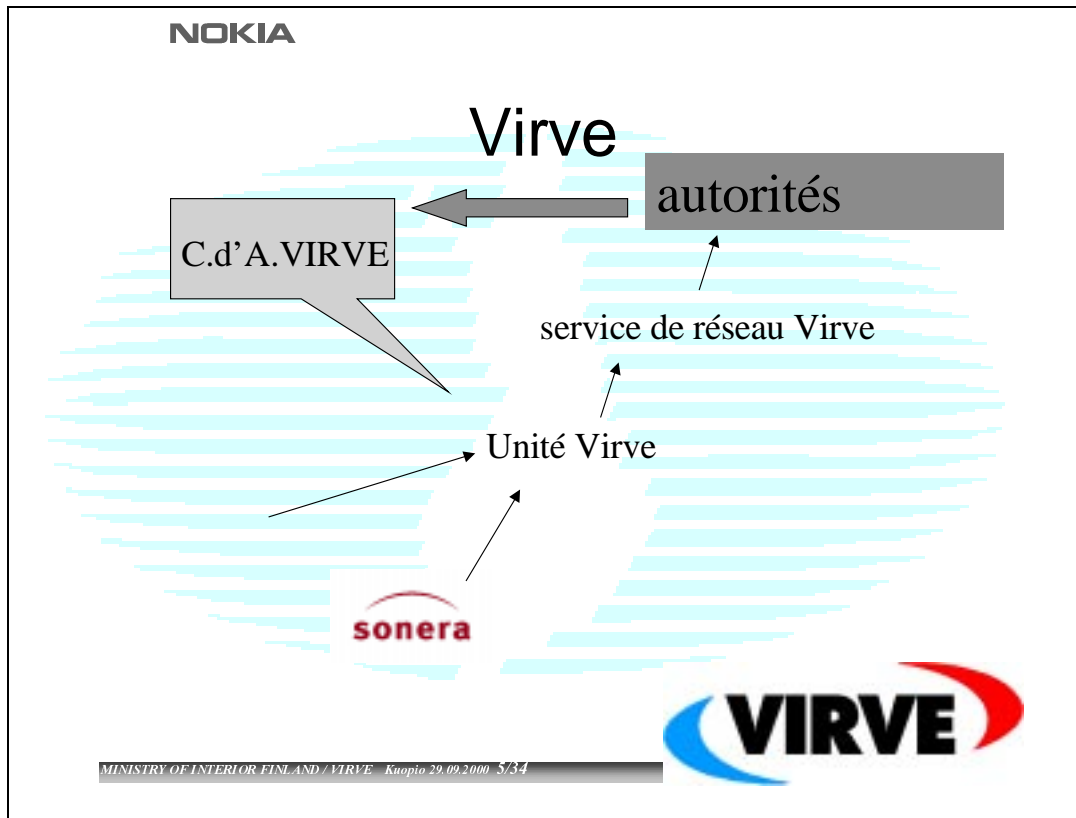 NOKIA
Virve
autorités
C.d’A.VIRVE
service de réseau Virve
Unité Virve
sonera
VIRVE
MINISTRY OF INTERIOR FINLAND / VIRVE Kuopio 29.09.2000 5/34